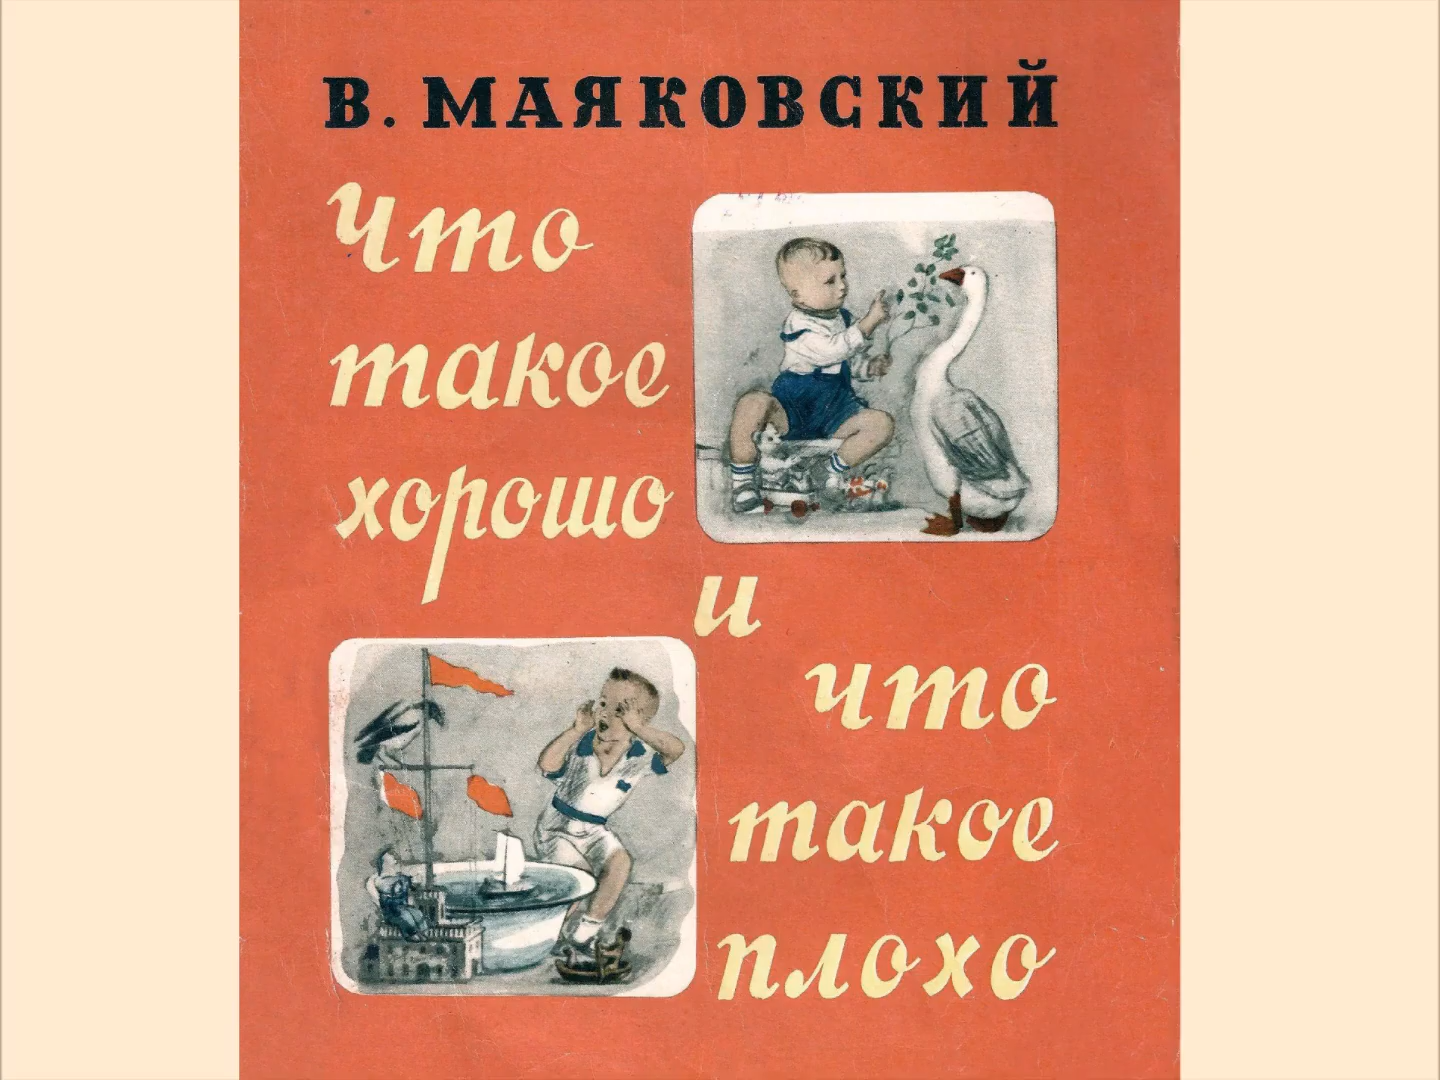 В. МАЯКОВСКИЙ
Что
такое
хорошо
и
что
такое
плохо